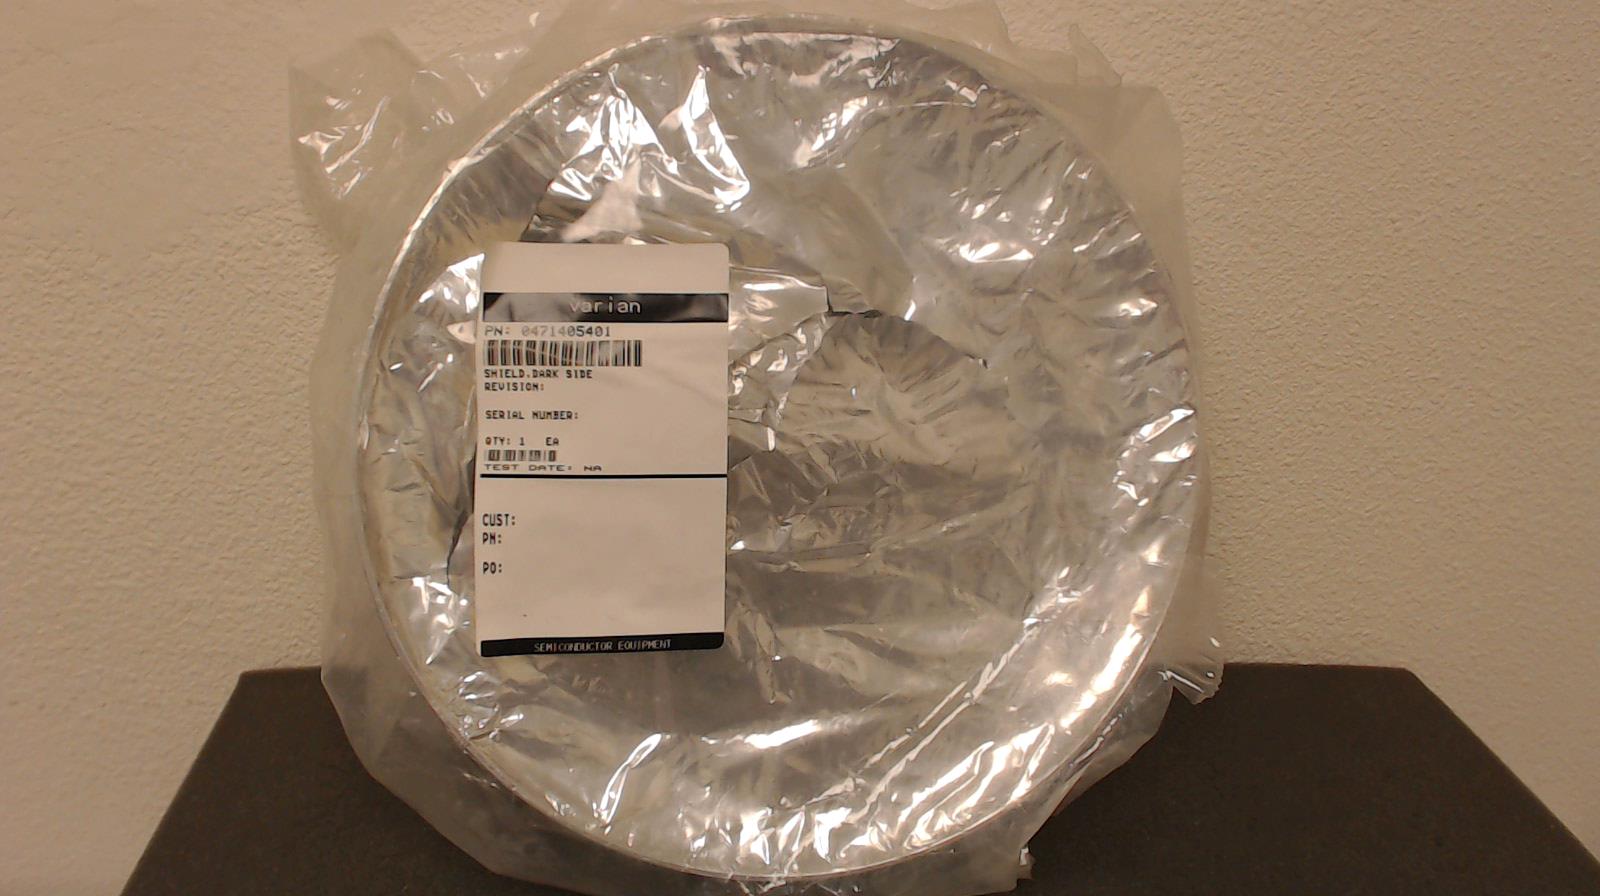 varian
PN: 0471405401
SHIELD,DARK SIDE
REVISION:
SERIAL NUMBER:
QTY: 1 EA
TEST DATE: NA
CUST:
PN:
PO:
SEMICONDUCTOR EQUIPMENT